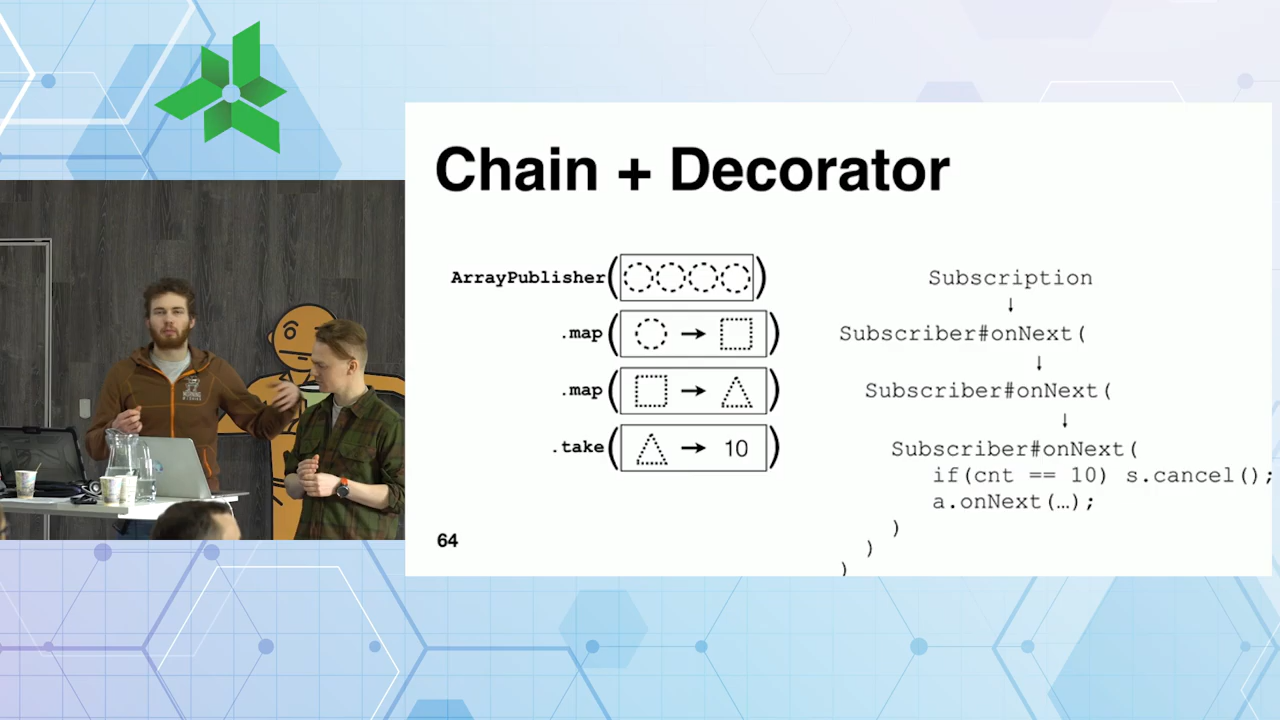 Chain + Decorator
ArrayPublisher( )
.map ( → )
.map ( → )
.take ( → 10 )
Subscription
↓
Subscriber#onNext(
↓
Subscriber#onNext(
↓
Subscriber#onNext(
if(cnt == 10) s.cancel();
a.onNext(…);
)
)
)
64